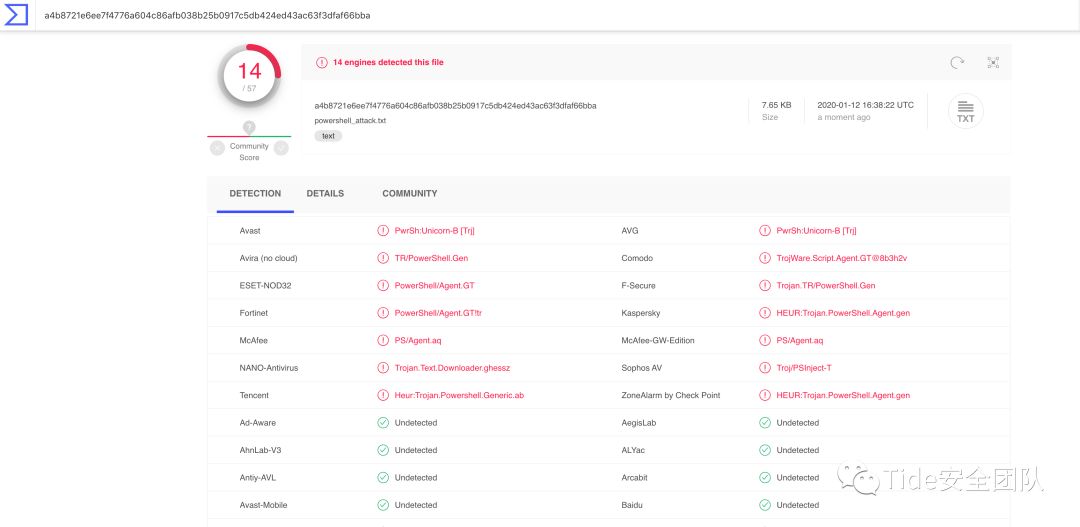 a4b8721e6ee7f4776a604c86afb038b25b0917c5db424ed43ac63f3dfaf66bba
14
/ 57
?
Community
Score
14 engines detected this file
a4b8721e6ee7f4776a604c86afb038b25b0917c5db424ed43ac63f3dfaf66bba
powershell_attack.txt
text
7.65 KB
Size
2020-01-12 16:38:22 UTC
a moment ago
TXT
DETECTION DETAILS COMMUNITY
Avast PwrSh:Unicorn-B [Trj] AVG PwrSh:Unicorn-B [Trj]
Avira (no cloud) TR/PowerShell.Gen Comodo TrojWare.Script.Agent.GT@8b3h2v
ESET-NOD32 PowerShell/Agent.GT F-Secure Trojan.TR/PowerShell.Gen
Fortinet PowerShell/Agent.GT!tr Kaspersky HEUR:Trojan.PowerShell.Agent.gen
McAfee PS/Agent.aq McAfee-GW-Edition PS/Agent.aq
NANO-Antivirus Trojan.Text.Downloader.ghessz Sophos AV Troj/PSInject-T
Tencent Heur:Trojan.Powershell.Generic.ab ZoneAlarm by Check Point HEUR:Trojan.PowerShell.Agent.gen
Ad-Aware Undetected AegisLab Undetected
AhnLab-V3 Undetected ALYac Undetected
Antiy-AVL Undetected Arcabit Undetected
Avast-Mobile Undetected Baidu Undetected
Tide安全团队